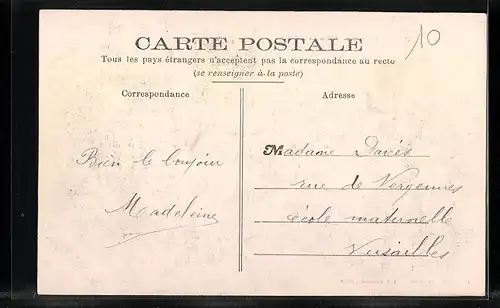 10
CARTE POSTALE
Tous les pays étrangers n'acceptent pas la correspondance au recto
(se renseigner à la poste)
Correspondance
Adresse
Bien le bonjour
Madeleine
Madame
rue de Vergennes
école maternelle
Versailles